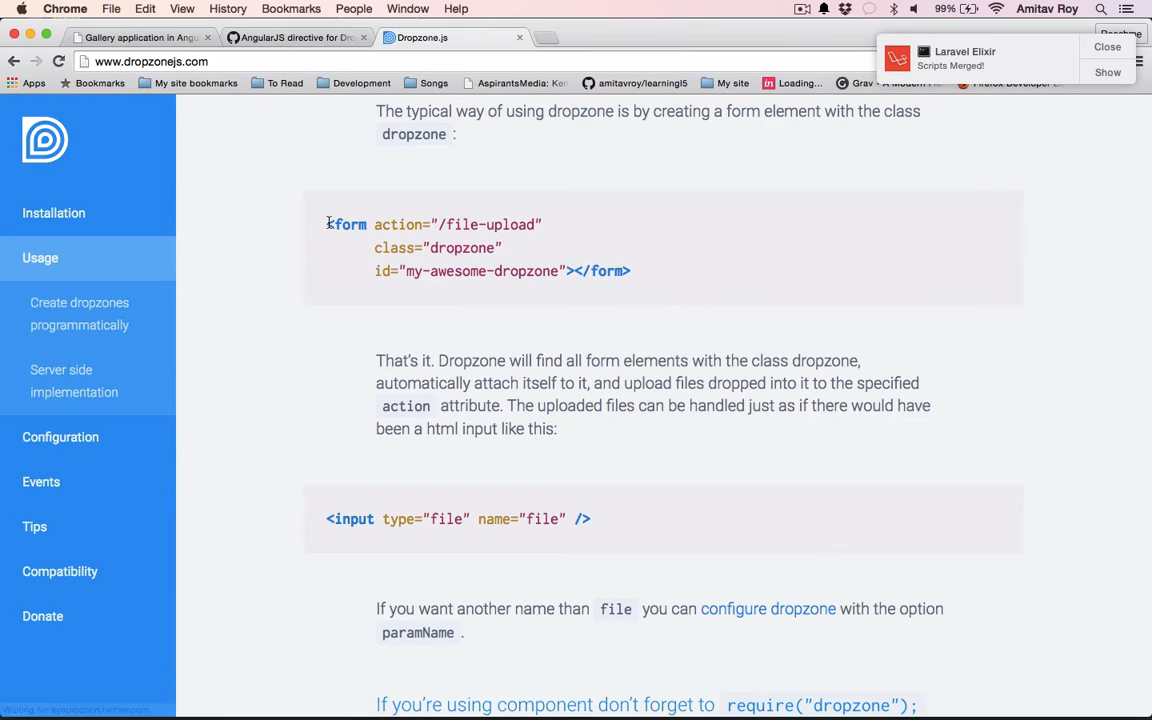 Chrome File Edit View History Bookmarks People Window Help 99% Amitav Roy
Gallery application in Angu AngularJS directive for Dro Dropzone.js
www.dropzonejs.com
Apps Bookmarks My site bookmarks To Read Development Songs AspirantsMedia: Ker amitavroy/learningl5 My site Loading... Grav - A Modern
Laravel Elixir
Scripts Merged!
Close
Show
Installation
Usage
Create dropzones
programmatically
Server side
implementation
Configuration
Events
Tips
Compatibility
Donate
The typical way of using dropzone is by creating a form element with the class
dropzone :
<form action="/file-upload"
class="dropzone"
id="my-awesome-dropzone"></form>
That's it. Dropzone will find all form elements with the class dropzone,
automatically attach itself to it, and upload files dropped into it to the specified
action attribute. The uploaded files can be handled just as if there would have
been a html input like this:
<input type="file" name="file" />
If you want another name than file you can configure dropzone with the option
paramName .
If you're using component don't forget to require("dropzone");